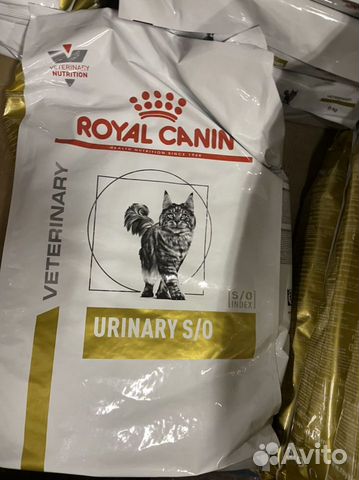 VETERINARY
NUTRITION
ROYAL CANIN
HEALTH NUTRITION SINCE 1968
VETERINARY
S/O
INDEX
URINARY S/O
Avito